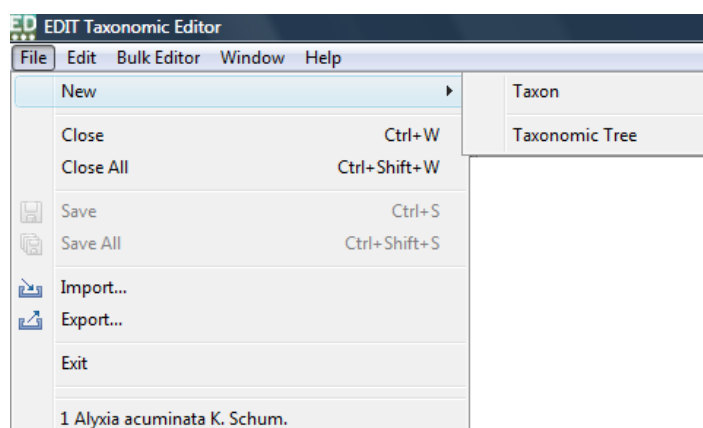 ED EDIT Taxonomic Editor
File Edit Bulk Editor Window Help
New Taxon
Close Ctrl+W Taxonomic Tree
Close All Ctrl+Shift+W
Save Ctrl+S
Save All Ctrl+Shift+S
Import...
Export...
Exit
1 Alyxia acuminata K. Schum.